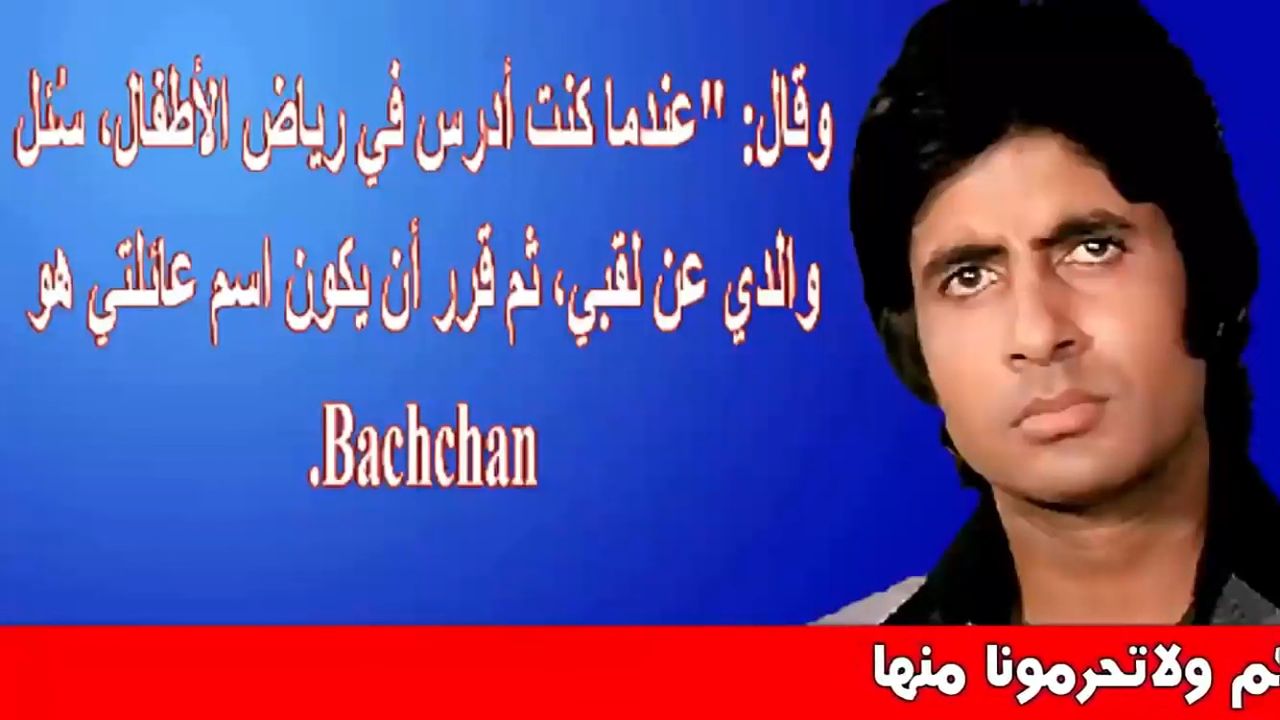 وقال: "عندما كنت أدرس في رياض الأطفال، سُئل
والدي عن لقبي، ثم قرر أن يكون اسم عائلتي هو
Bachchan.
ولاتحرمونا منها